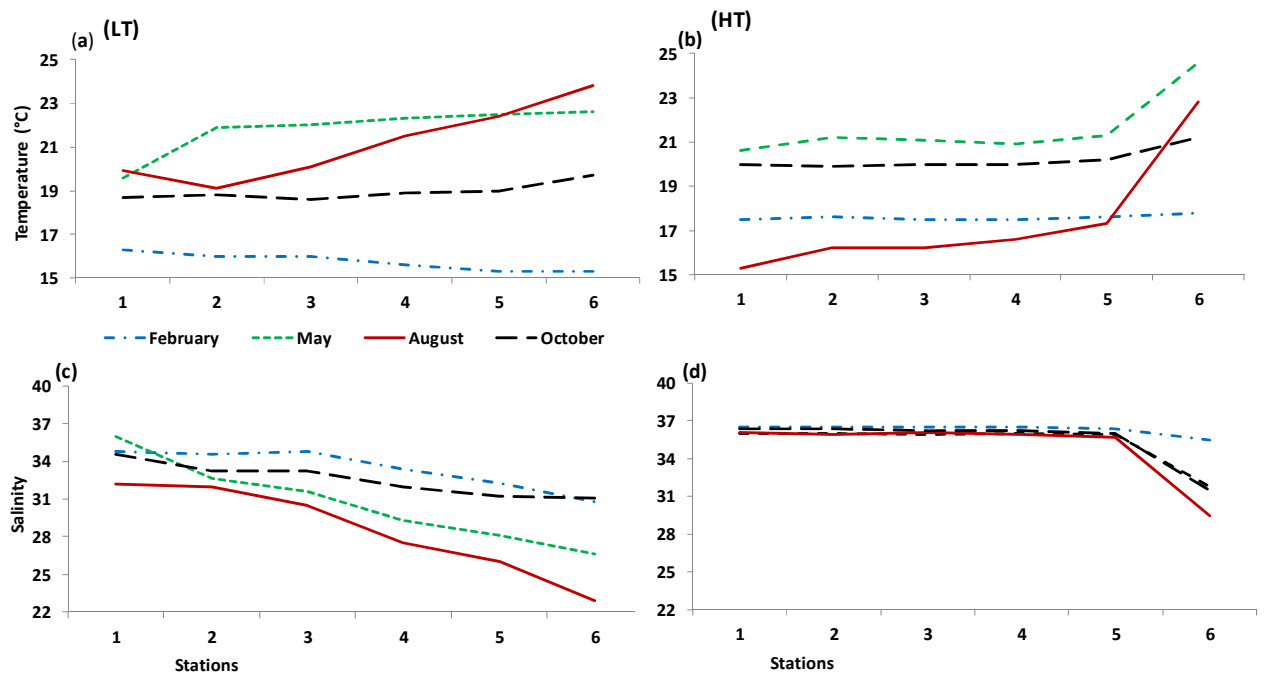 (a) (LT)
25
23
21
19
17
15
Temperature (°C)
1 2 3 4 5 6
(b) (HT)
25
23
21
19
17
15
1 2 3 4 5 6
February May August October
(c)
40
37
34
31
28
25
22
Salinity
1 2 3 4 5 6
Stations
(d)
40
37
34
31
28
25
22
1 2 3 4 5 6
Stations